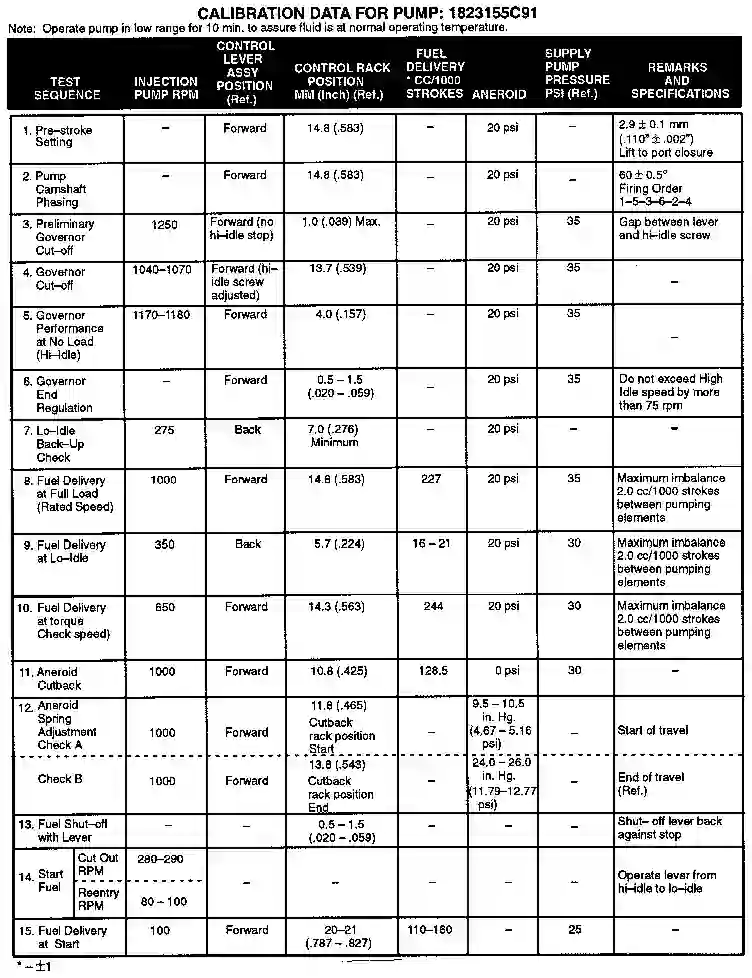 CALIBRATION DATA FOR PUMP: 1823155C91
Note: Operate pump in low range for 10 min. to assure fluid is at normal operating temperature.
TEST SEQUENCE | INJECTION PUMP RPM | CONTROL LEVER ASSY POSITION (Ref.) | CONTROL RACK POSITION MM (Inch) (Ref.) | FUEL DELIVERY * CC/1000 STROKES | ANEROID | SUPPLY PUMP PRESSURE PSI (Ref.) | REMARKS AND SPECIFICATIONS
1. Pre–stroke Setting | – | Forward | 14.8 (.583) | – | 20 psi | – | 2.9 ± 0.1 mm (.110" ± .002") Lift to port closure
2. Pump Camshaft Phasing | – | Forward | 14.8 (.583) | – | 20 psi | – | 60 ± 0.5° Firing Order 1–5–3–6–2–4
3. Preliminary Governor Cut–off | 1250 | Forward (no hi–idle stop) | 1.0 (.039) Max. | – | 20 psi | 35 | Gap between lever and hi–idle screw
4. Governor Cut–off | 1040–1070 | Forward (hi–idle screw adjusted) | 13.7 (.539) | – | 20 psi | 35 | –
5. Governor Performance at No Load (Hi–Idle) | 1170–1180 | Forward | 4.0 (.157) | – | 20 psi | 35 | –
6. Governor End Regulation | – | Forward | 0.5 – 1.5 (.020 – .059) | – | 20 psi | 35 | Do not exceed High Idle speed by more than 75 rpm
7. Lo–Idle Back–Up Check | 275 | Back | 7.0 (.276) Minimum | – | 20 psi | – | –
8. Fuel Delivery at Full Load (Rated Speed) | 1000 | Forward | 14.8 (.583) | 227 | 20 psi | 35 | Maximum imbalance 2.0 cc/1000 strokes between pumping elements
9. Fuel Delivery at Lo–Idle | 350 | Back | 5.7 (.224) | 16 – 21 | 20 psi | 30 | Maximum imbalance 2.0 cc/1000 strokes between pumping elements
10. Fuel Delivery at torque Check speed) | 650 | Forward | 14.3 (.563) | 244 | 20 psi | 30 | Maximum imbalance 2.0 cc/1000 strokes between pumping elements
11. Aneroid Cutback | 1000 | Forward | 10.8 (.425) | 128.5 | 0 psi | 30 | –
12. Aneroid Spring Adjustment Check A | 1000 | Forward | 11.8 (.465) Cutback rack position Start | – | 9.5 – 10.5 in. Hg. (4.67 – 5.16 psi) | – | Start of travel
Check B | 1000 | Forward | 13.8 (.543) Cutback rack position End | – | 24.0 – 26.0 in. Hg. (11.79–12.77 psi) | – | End of travel (Ref.)
13. Fuel Shut–off with Lever | – | – | 0.5 – 1.5 (.020 – .059) | – | – | – | Shut– off lever back against stop
14. Start Fuel | Cut Out RPM | 280–290 | – | – | – | – | – | Operate lever from hi–idle to lo–idle
Reentry RPM | 80 – 100
15. Fuel Delivery at Start | 100 | Forward | 20–21 (.787 – .827) | 110–160 | – | 25 | –
* – ±1